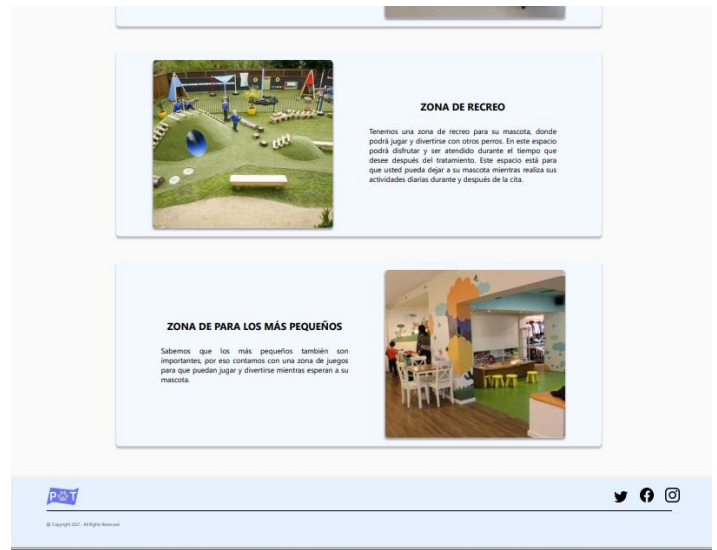 ZONA DE RECREO
Tenemos una zona de recreo para su mascota, donde
podrá jugar y divertirse con otros perros. En este espacio
podrá disfrutar y ser atendido durante el tiempo que
desee después del tratamiento. Este espacio está para
que usted pueda dejar a su mascota mientras realiza sus
actividades diarias durante y después de la cita.
ZONA DE PARA LOS MÁS PEQUEÑOS
Sabemos que los más pequeños también son
importantes, por eso contamos con una zona de juegos
para que puedan jugar y divertirse mientras esperan a su
mascota.
@ Copyright 2021 . All Rights Reserved